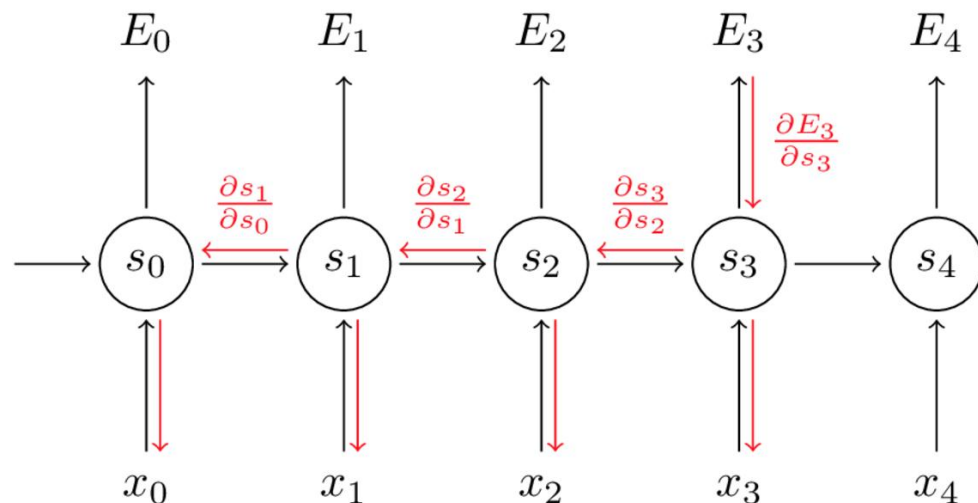 E₀ E₁ E₂ E₃ E₄
∂E₃/∂s₃
∂s₁/∂s₀ ∂s₂/∂s₁ ∂s₃/∂s₂
s₀ s₁ s₂ s₃ s₄
x₀ x₁ x₂ x₃ x₄